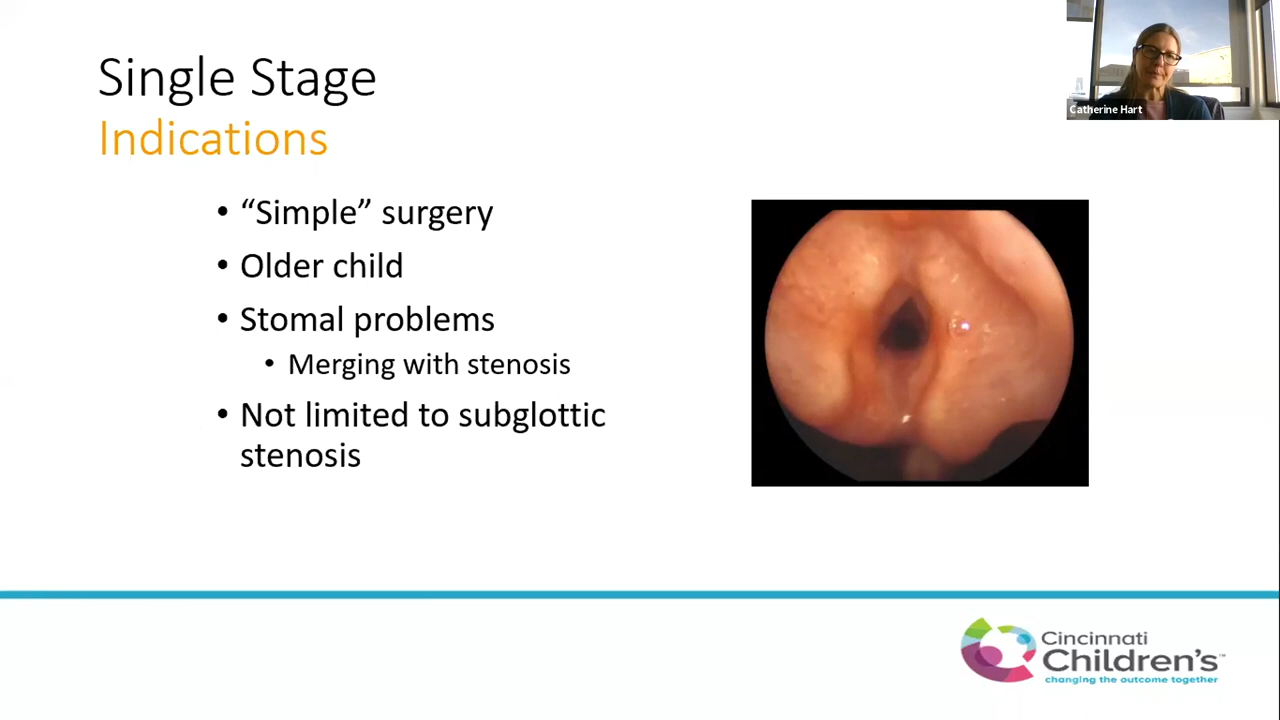 Single Stage
Indications
• “Simple” surgery
• Older child
• Stomal problems
• Merging with stenosis
• Not limited to subglottic
stenosis
Catherine Hart
Cincinnati
Children's™
changing the outcome together